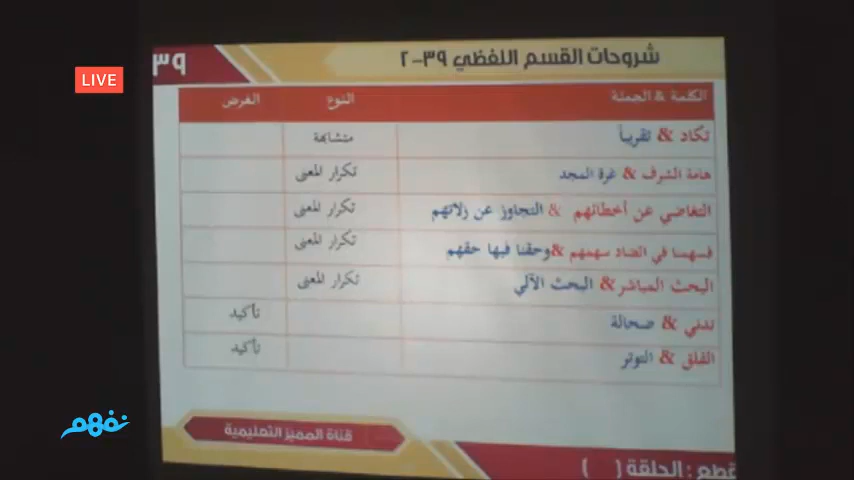 LIVE
شروحات القسم اللفظي ٣٩-٢
٣٩
الكلمة & الجملة النوع الغرض
تكاد & تقريباً متشابهة
هامة الشرف & غرة المجد تكرار المعنى
التغاضي عن أخطائهم & التجاوز عن زلاتهم تكرار المعنى
فسهمنا في الضاد سهمهم & وحقنا فيها حقهم تكرار المعنى
البحث المباشر & البحث الآلي تكرار المعنى
تدني & ضحالة تأكيد
القلق & التوتر تأكيد
نفهم
قناة المميز التعليمية
قطع : الحلقة ( )